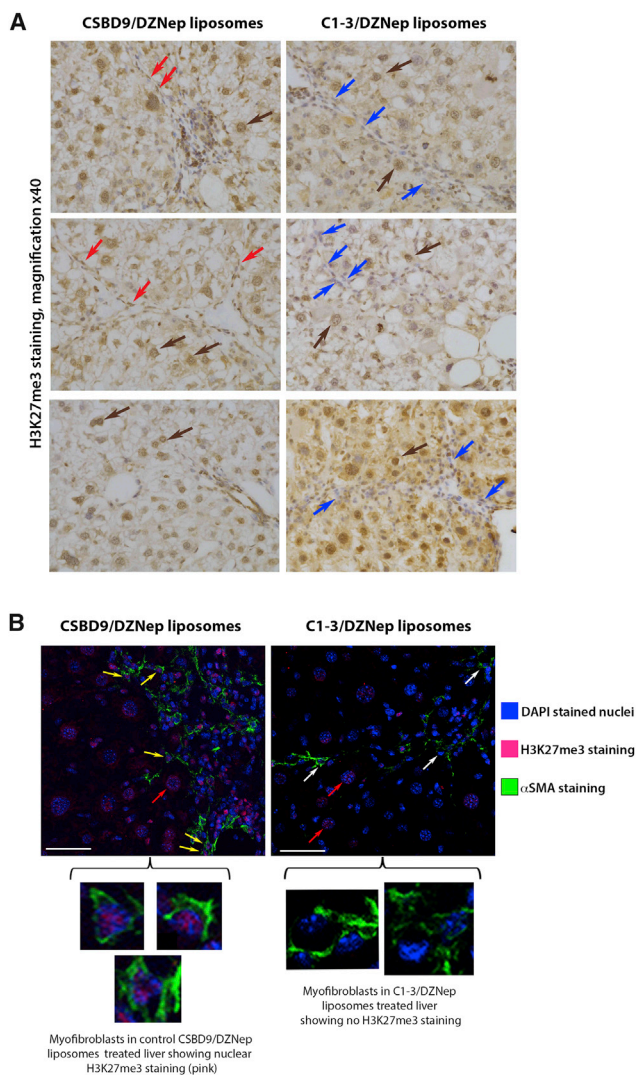 A
CSBD9/DZNep liposomes
C1-3/DZNep liposomes
H3K27me3 staining, magnification x40
B
CSBD9/DZNep liposomes
C1-3/DZNep liposomes
DAPI stained nuclei
H3K27me3 staining
αSMA staining
Myofibroblasts in control CSBD9/DZNep
liposomes treated liver showing nuclear
H3K27me3 staining (pink)
Myofibroblasts in C1-3/DZNep
liposomes treated liver
showing no H3K27me3 staining